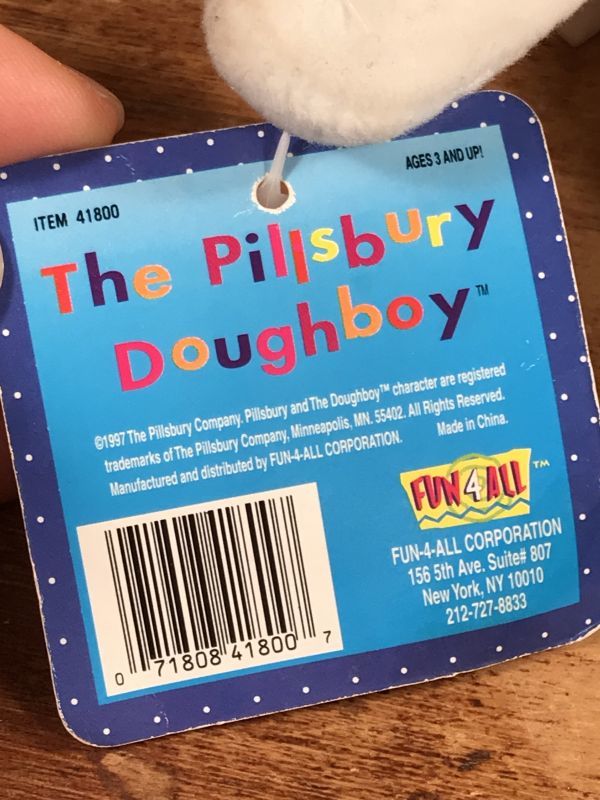 ITEM 41800
AGES 3 AND UP!
The Pillsbury
Doughboy™
©1997 The Pillsbury Company. Pillsbury and The Doughboy™ character are registered
trademarks of The Pillsbury Company, Minneapolis, MN. 55402. All Rights Reserved.
Manufactured and distributed by FUN-4-ALL CORPORATION.
Made in China.
FUN 4 ALL™
FUN-4-ALL CORPORATION
156 5th Ave. Suite# 807
New York, NY 10010
212-727-8833
0 71808 41800 7